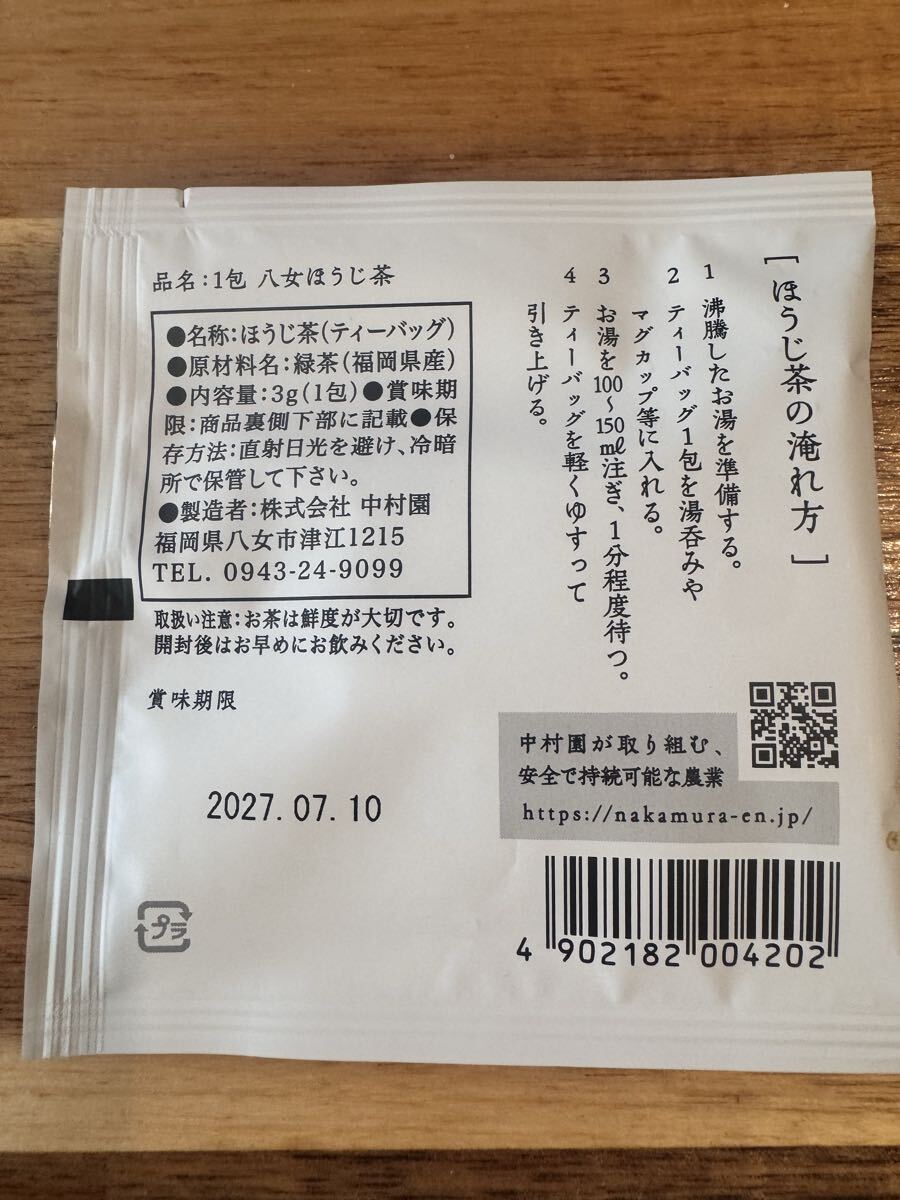 [ほうじ茶の淹れ方]
1 沸騰したお湯を準備する。
2 ティーバッグ1包を湯呑みや
マグカップ等に入れる。
3 お湯を100〜150㎖注ぎ、1分程度待つ。
4 ティーバッグを軽くゆすって
引き上げる。
品名:1包 八女ほうじ茶
●名称:ほうじ茶(ティーバッグ)
●原材料名:緑茶(福岡県産)
●内容量:3g(1包)●賞味期
限:商品裏側下部に記載●保
存方法:直射日光を避け、冷暗
所で保管して下さい。
●製造者:株式会社 中村園
福岡県八女市津江1215
TEL. 0943-24-9099
取扱い注意:お茶は鮮度が大切です。
開封後はお早めにお飲みください。
賞味期限
2027.07.10
プラ
中村園が取り組む、
安全で持続可能な農業
https://nakamura-en.jp/
4 902182 004202